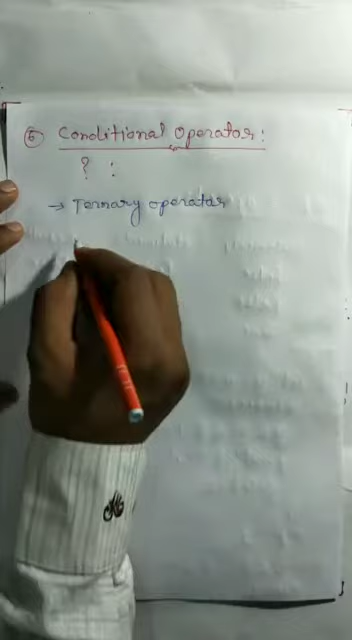 ⑥ Conditional Operator:
? :
→ Ternary operator